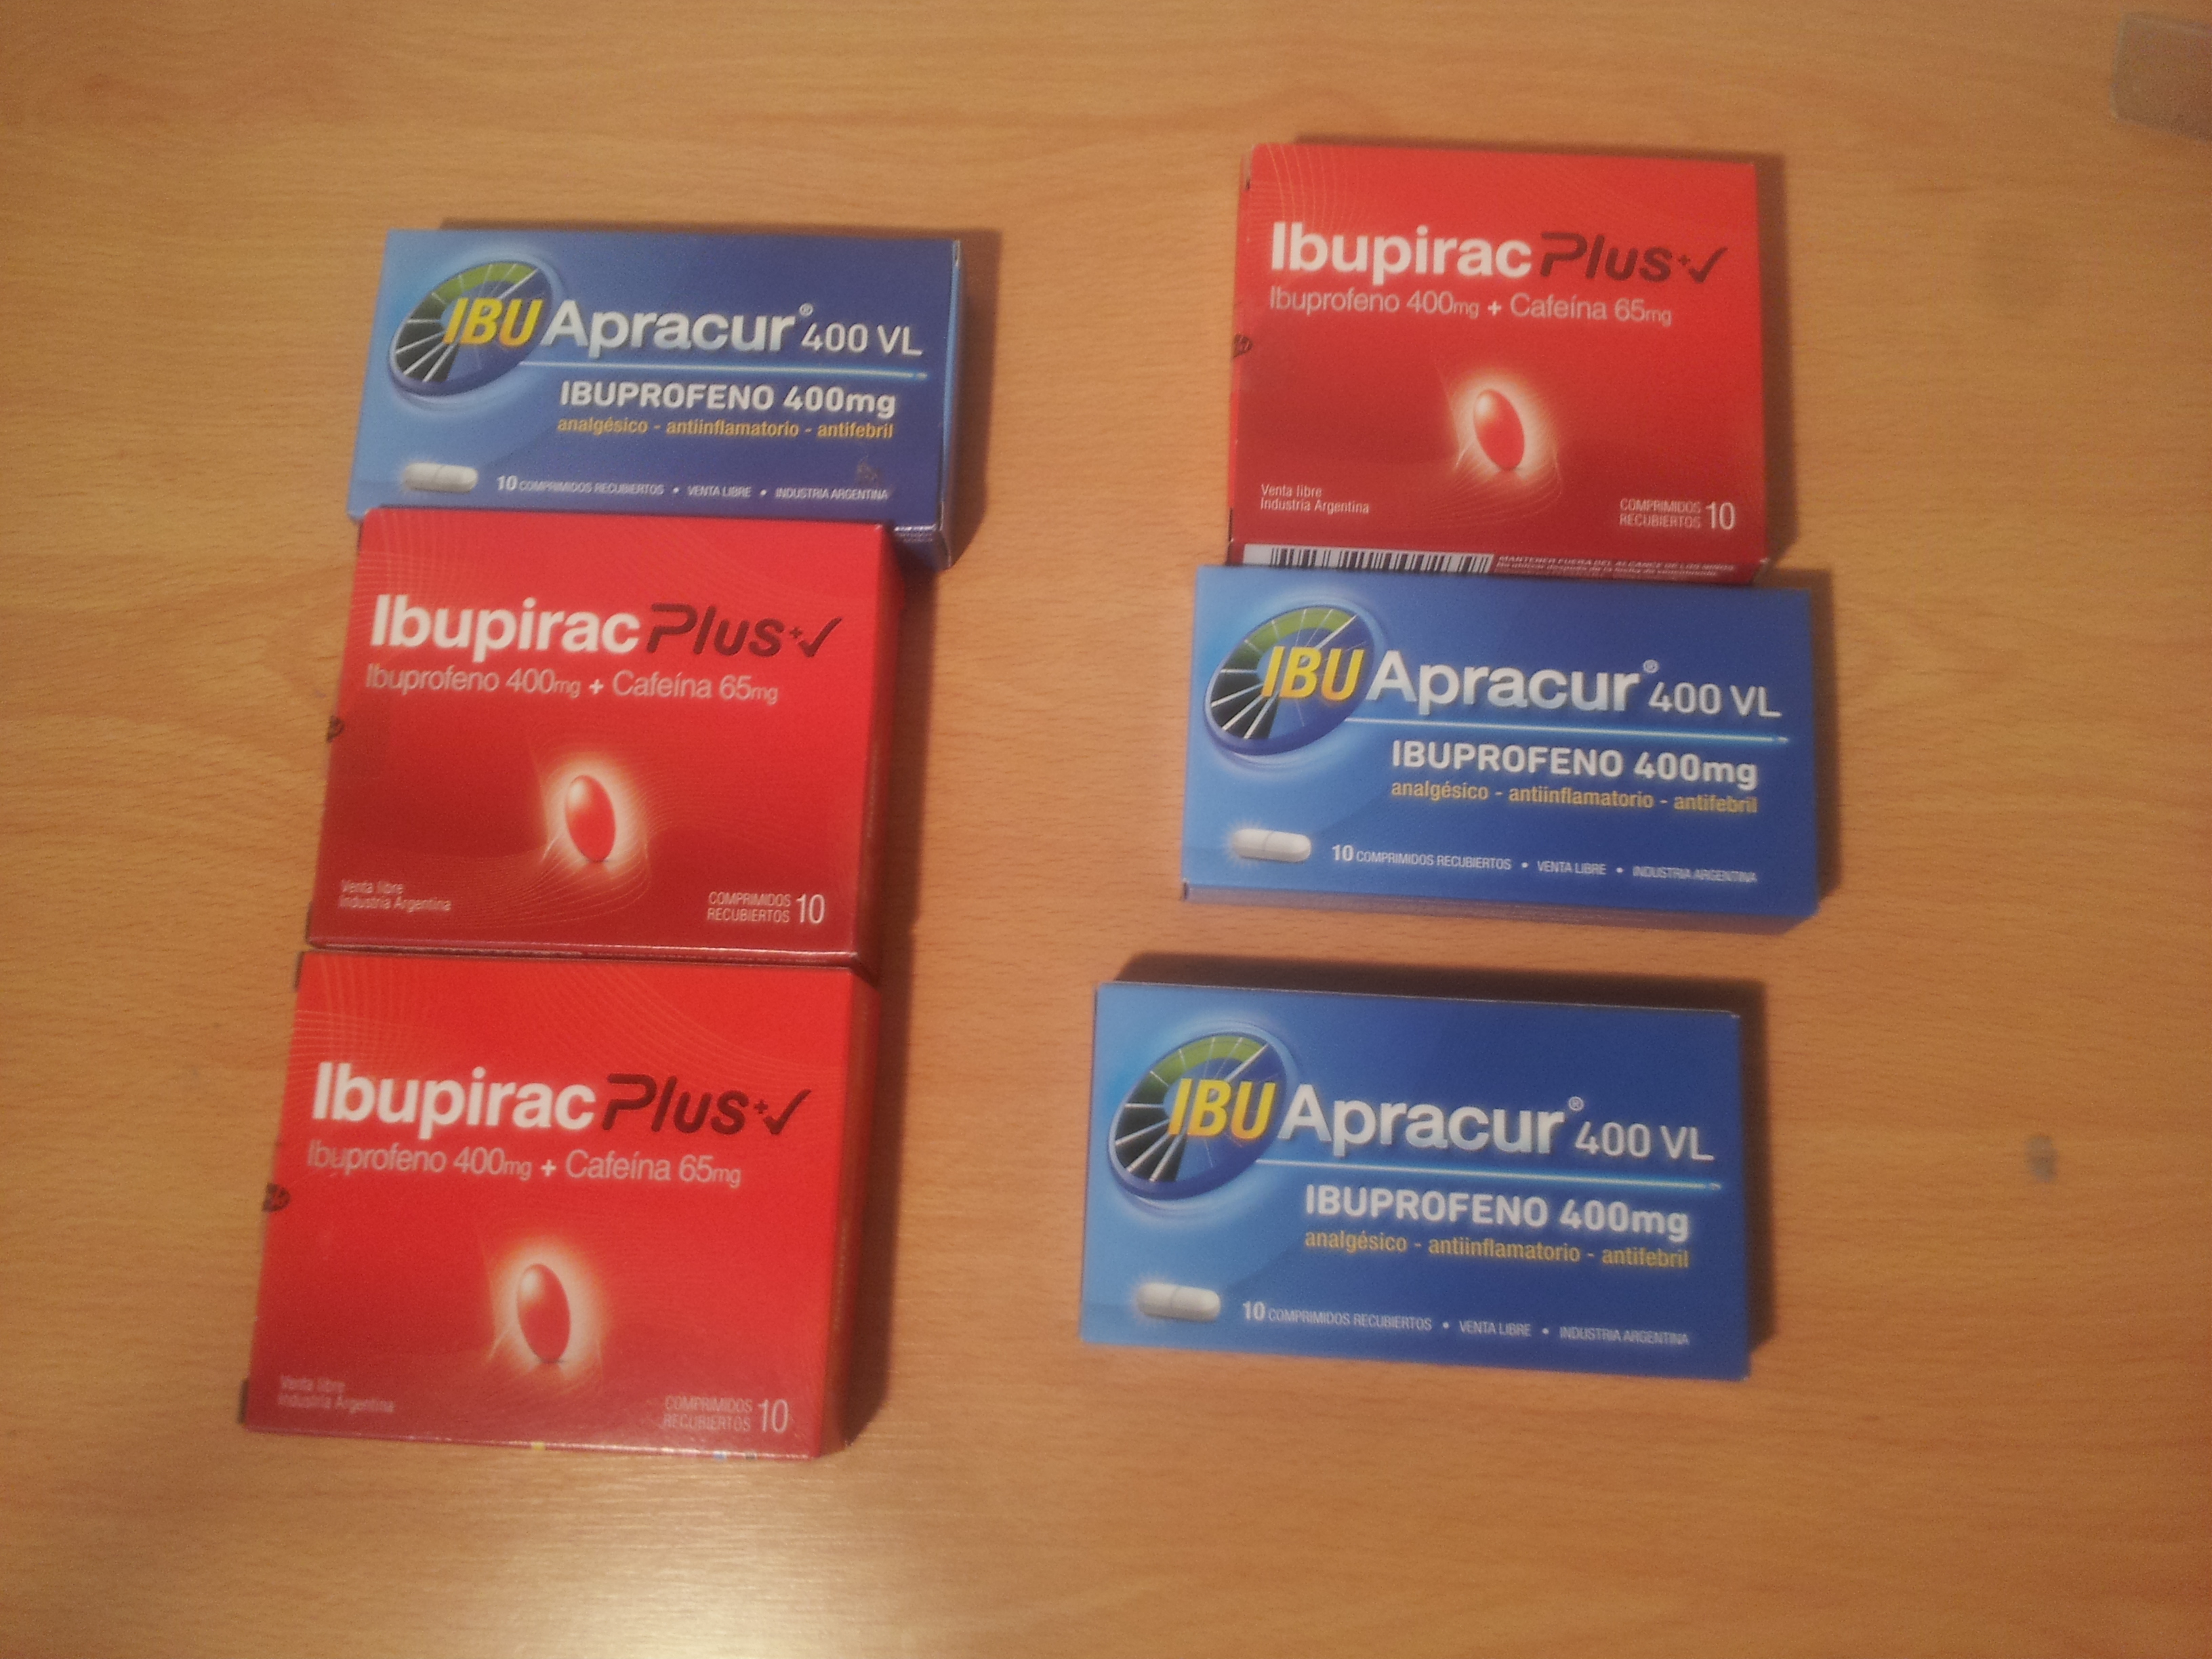 IBU Apracur® 400 VL
IBUPROFENO 400mg
analgésico - antiinflamatorio - antifebril
10 COMPRIMIDOS RECUBIERTOS • VENTA LIBRE • INDUSTRIA ARGENTINA
Ibupirac Plus+
Ibuprofeno 400mg + Cafeína 65mg
Venta libre
Industria Argentina
COMPRIMIDOS
RECUBIERTOS 10
Ibupirac Plus+
Ibuprofeno 400mg + Cafeína 65mg
Venta libre
Industria Argentina
COMPRIMIDOS
RECUBIERTOS 10
Ibupirac Plus+
Ibuprofeno 400mg + Cafeína 65mg
Venta libre
Industria Argentina
COMPRIMIDOS
RECUBIERTOS 10
MANTENER FUERA DEL ALCANCE DE LOS NIÑOS
IBU Apracur® 400 VL
IBUPROFENO 400mg
analgésico - antiinflamatorio - antifebril
10 COMPRIMIDOS RECUBIERTOS • VENTA LIBRE • INDUSTRIA ARGENTINA
IBU Apracur® 400 VL
IBUPROFENO 400mg
analgésico - antiinflamatorio - antifebril
10 COMPRIMIDOS RECUBIERTOS • VENTA LIBRE • INDUSTRIA ARGENTINA